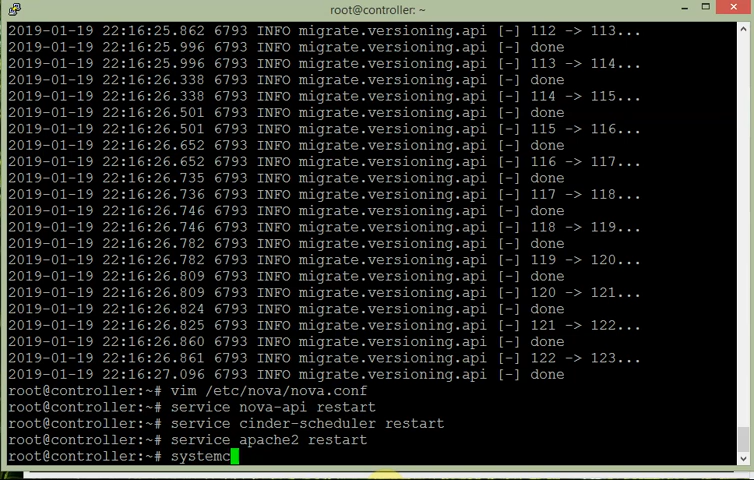 root@controller: ~
2019-01-19 22:16:25.862 6793 INFO migrate.versioning.api [-] 112 -> 113...
2019-01-19 22:16:25.996 6793 INFO migrate.versioning.api [-] done
2019-01-19 22:16:25.996 6793 INFO migrate.versioning.api [-] 113 -> 114...
2019-01-19 22:16:26.338 6793 INFO migrate.versioning.api [-] done
2019-01-19 22:16:26.338 6793 INFO migrate.versioning.api [-] 114 -> 115...
2019-01-19 22:16:26.501 6793 INFO migrate.versioning.api [-] done
2019-01-19 22:16:26.501 6793 INFO migrate.versioning.api [-] 115 -> 116...
2019-01-19 22:16:26.652 6793 INFO migrate.versioning.api [-] done
2019-01-19 22:16:26.652 6793 INFO migrate.versioning.api [-] 116 -> 117...
2019-01-19 22:16:26.735 6793 INFO migrate.versioning.api [-] done
2019-01-19 22:16:26.736 6793 INFO migrate.versioning.api [-] 117 -> 118...
2019-01-19 22:16:26.746 6793 INFO migrate.versioning.api [-] done
2019-01-19 22:16:26.746 6793 INFO migrate.versioning.api [-] 118 -> 119...
2019-01-19 22:16:26.782 6793 INFO migrate.versioning.api [-] done
2019-01-19 22:16:26.782 6793 INFO migrate.versioning.api [-] 119 -> 120...
2019-01-19 22:16:26.809 6793 INFO migrate.versioning.api [-] done
2019-01-19 22:16:26.809 6793 INFO migrate.versioning.api [-] 120 -> 121...
2019-01-19 22:16:26.824 6793 INFO migrate.versioning.api [-] done
2019-01-19 22:16:26.825 6793 INFO migrate.versioning.api [-] 121 -> 122...
2019-01-19 22:16:26.860 6793 INFO migrate.versioning.api [-] done
2019-01-19 22:16:26.861 6793 INFO migrate.versioning.api [-] 122 -> 123...
2019-01-19 22:16:27.096 6793 INFO migrate.versioning.api [-] done
root@controller:~# vim /etc/nova/nova.conf
root@controller:~# service nova-api restart
root@controller:~# service cinder-scheduler restart
root@controller:~# service apache2 restart
root@controller:~# systemc